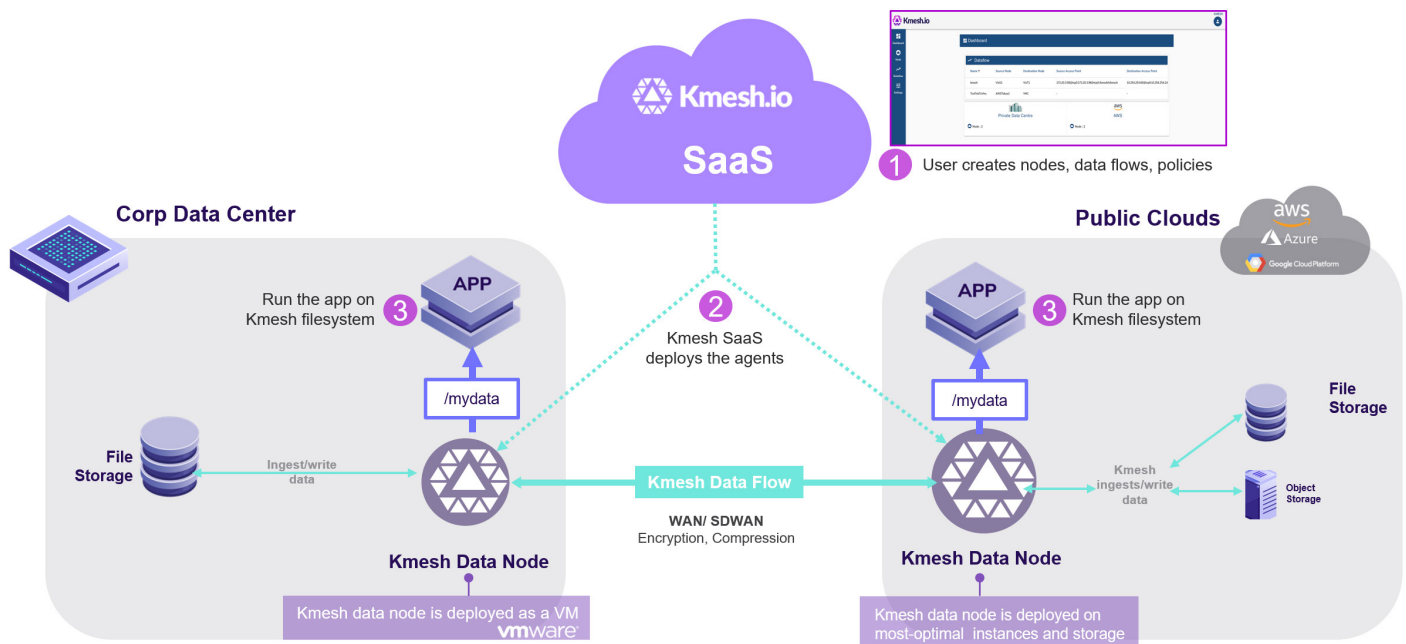 Kmesh.io
Dashboard
Dataflow
Private Data Centre
aws
AWS
Kmesh.io
SaaS
1
User creates nodes, data flows, policies
Corp Data Center
Public Clouds
aws
Azure
Google Cloud Platform
APP
Run the app on
Kmesh filesystem
3
2
Kmesh SaaS
deploys the agents
APP
3
Run the app on
Kmesh filesystem
/mydata
/mydata
File
Storage
Ingest/write
data
Kmesh Data Flow
WAN/ SDWAN
Encryption, Compression
Kmesh
ingests/write
data
File
Storage
Object
Storage
Kmesh Data Node
Kmesh data node is deployed as a VM
vmware
Kmesh Data Node
Kmesh data node is deployed on
most-optimal instances and storage